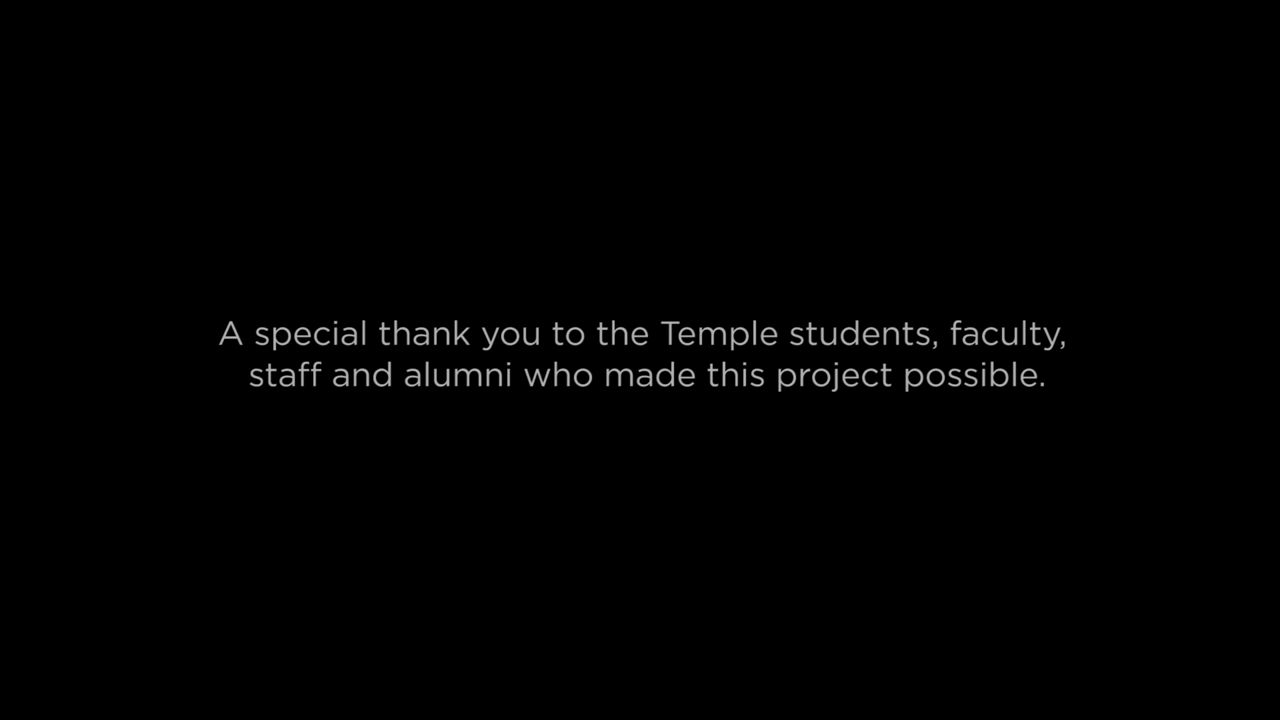 A special thank you to the Temple students, faculty,
staff and alumni who made this project possible.